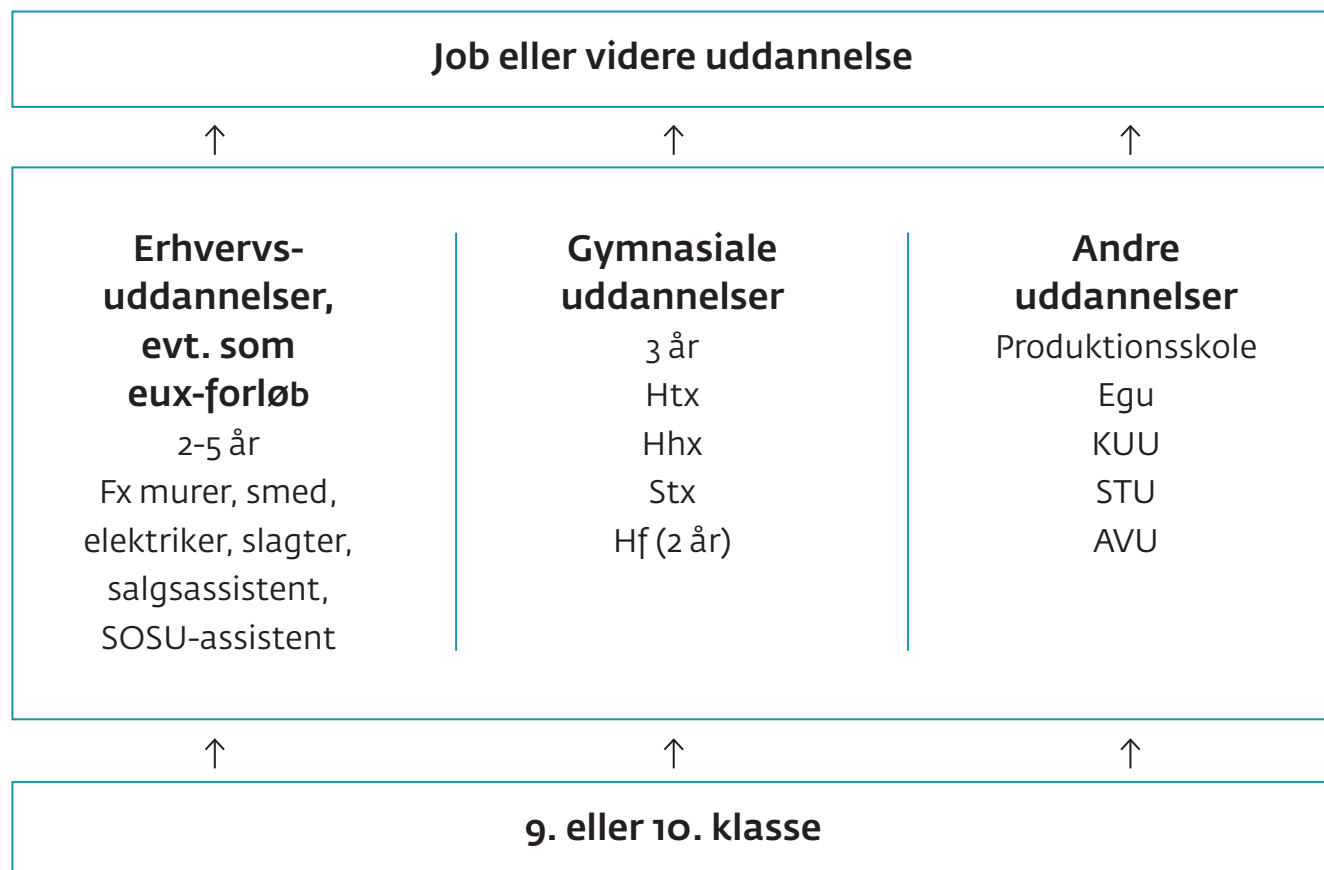 Job eller videre uddannelse
↑ ↑ ↑
Erhvervs-
uddannelser,
evt. som
eux-forløb
2-5 år
Fx murer, smed,
elektriker, slagter,
salgsassistent,
SOSU-assistent
Gymnasiale
uddannelser
3 år
Htx
Hhx
Stx
Hf (2 år)
Andre
uddannelser
Produktionsskole
Egu
KUU
STU
AVU
↑ ↑ ↑
9. eller 10. klasse